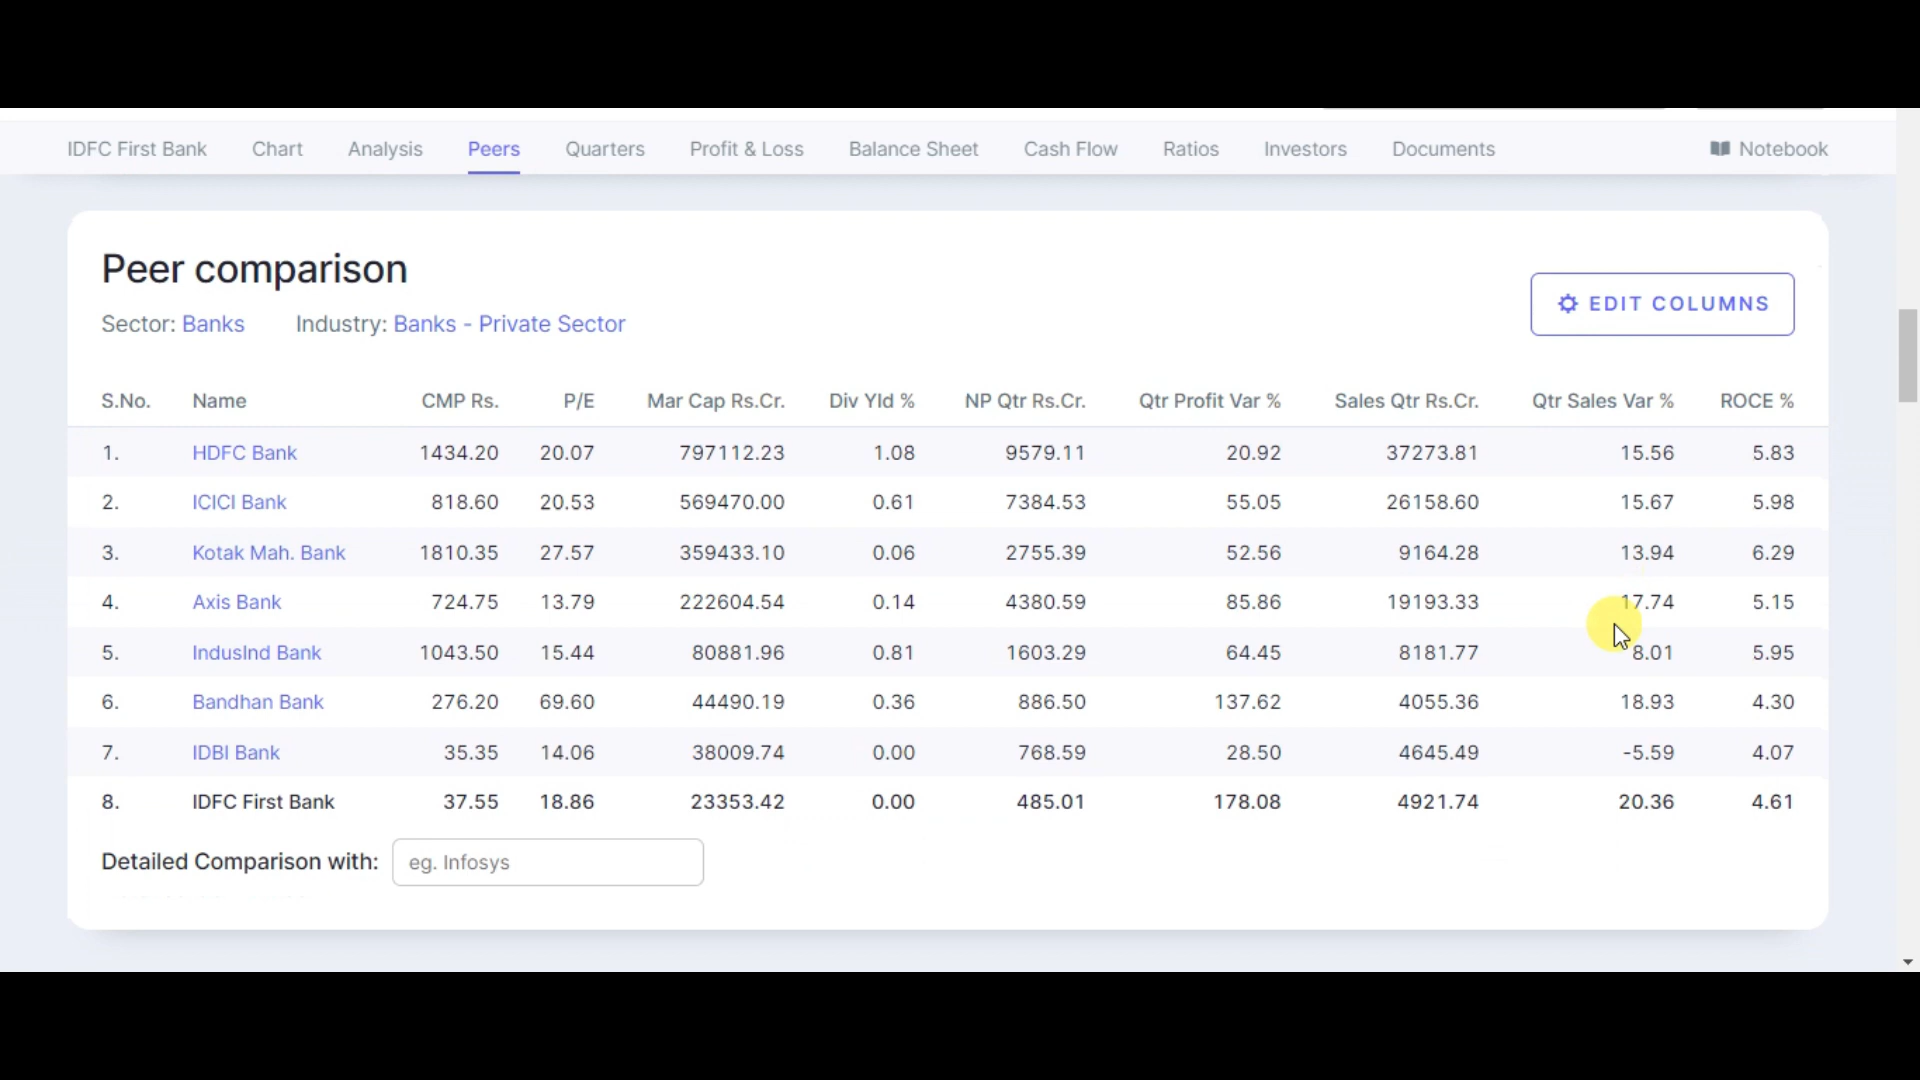 IDFC First Bank Chart Analysis Peers Quarters Profit & Loss Balance Sheet Cash Flow Ratios Investors Documents Notebook
Peer comparison
EDIT COLUMNS
Sector: Banks Industry: Banks - Private Sector
S.No. Name CMP Rs. P/E Mar Cap Rs.Cr. Div Yld % NP Qtr Rs.Cr. Qtr Profit Var % Sales Qtr Rs.Cr. Qtr Sales Var % ROCE %
1. HDFC Bank 1434.20 20.07 797112.23 1.08 9579.11 20.92 37273.81 15.56 5.83
2. ICICI Bank 818.60 20.53 569470.00 0.61 7384.53 55.05 26158.60 15.67 5.98
3. Kotak Mah. Bank 1810.35 27.57 359433.10 0.06 2755.39 52.56 9164.28 13.94 6.29
4. Axis Bank 724.75 13.79 222604.54 0.14 4380.59 85.86 19193.33 17.74 5.15
5. IndusInd Bank 1043.50 15.44 80881.96 0.81 1603.29 64.45 8181.77 8.01 5.95
6. Bandhan Bank 276.20 69.60 44490.19 0.36 886.50 137.62 4055.36 18.93 4.30
7. IDBI Bank 35.35 14.06 38009.74 0.00 768.59 28.50 4645.49 -5.59 4.07
8. IDFC First Bank 37.55 18.86 23353.42 0.00 485.01 178.08 4921.74 20.36 4.61
Detailed Comparison with: eg. Infosys